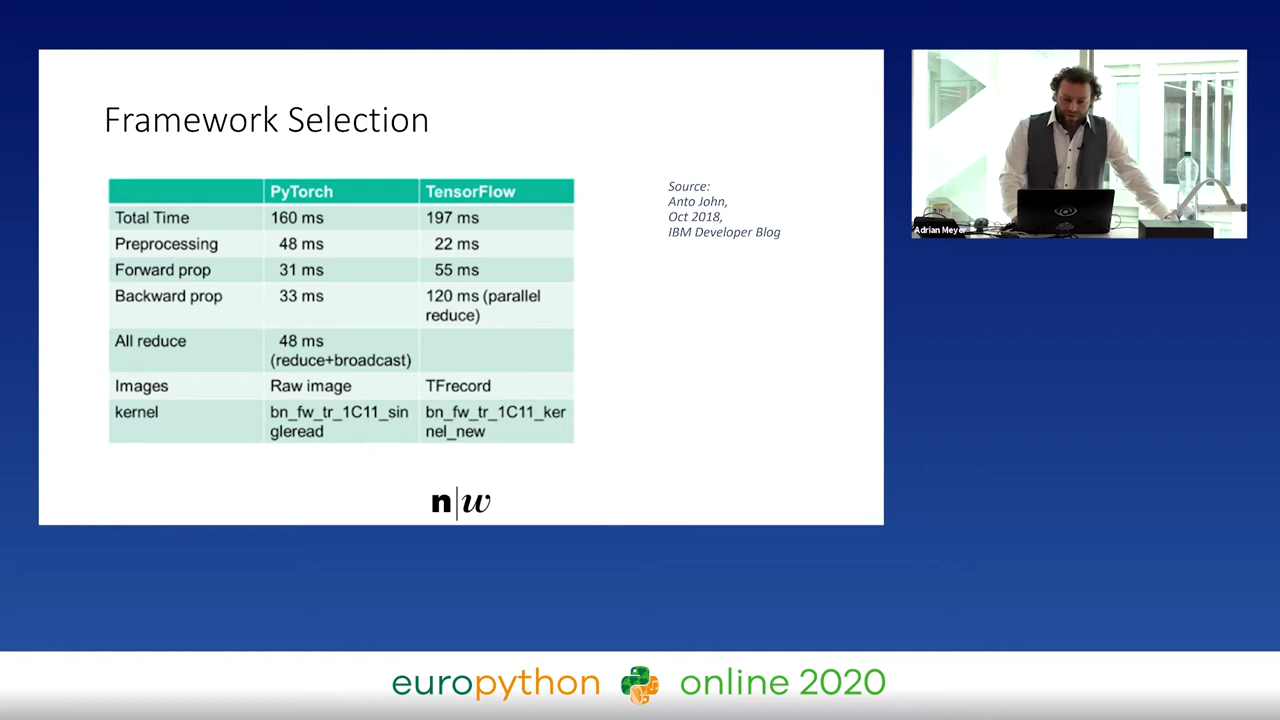 Framework Selection
PyTorch TensorFlow
Total Time 160 ms 197 ms
Preprocessing 48 ms 22 ms
Forward prop 31 ms 55 ms
Backward prop 33 ms 120 ms (parallel
reduce)
All reduce 48 ms
(reduce+broadcast)
Images Raw image TFrecord
kernel bn_fw_tr_1C11_sin bn_fw_tr_1C11_ker
gleread nel_new
Source:
Anto John,
Oct 2018,
IBM Developer Blog
n|w
Adrian Meyer
europython online 2020